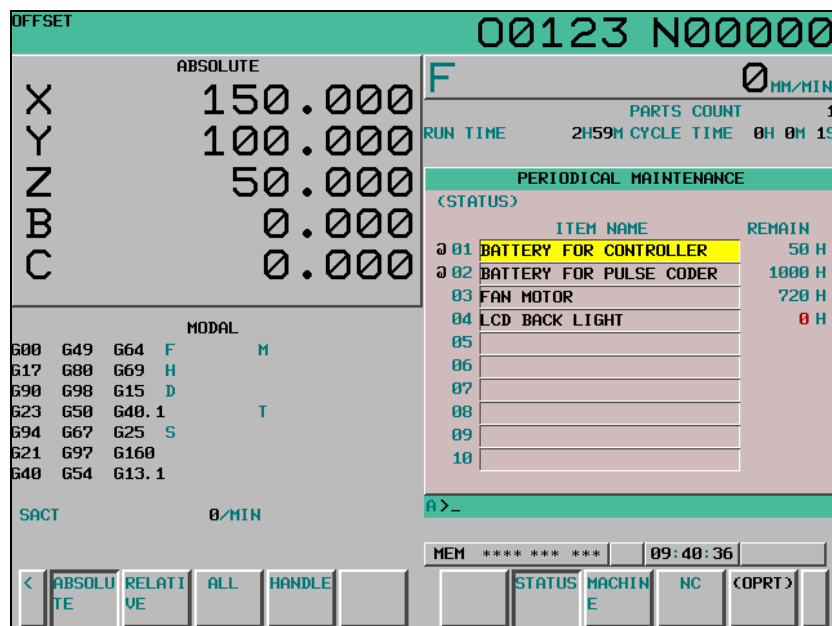 OFFSET
O0123 N00000
ABSOLUTE
X 150.000
Y 100.000
Z 50.000
B 0.000
C 0.000
F 0 MM/MIN
PARTS COUNT 1
RUN TIME 2H59M CYCLE TIME 0H 0M 1S
PERIODICAL MAINTENANCE
(STATUS)
ITEM NAME REMAIN
@ 01 BATTERY FOR CONTROLLER 50 H
@ 02 BATTERY FOR PULSE CODER 1000 H
03 FAN MOTOR 720 H
04 LCD BACK LIGHT 0 H
05
06
07
08
09
10
MODAL
G00 G49 G64 F M
G17 G80 G69 H
G90 G98 G15 D
G23 G50 G40.1 T
G94 G67 G25 S
G21 G97 G160
G40 G54 G13.1
SACT 0/MIN
A>_
MEM **** *** *** 09:40:36
< ABSOLUTE RELATIVE ALL HANDLE
STATUS MACHINE NC (OPRT)